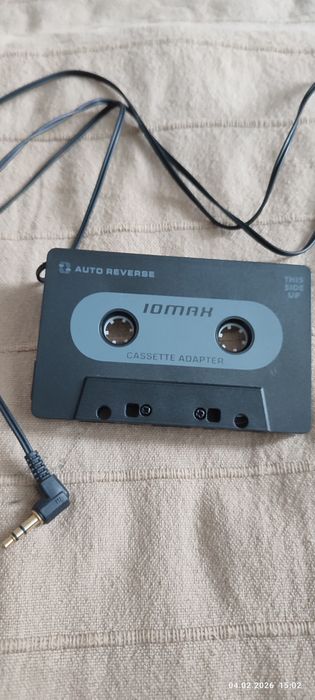 AUTO REVERSE
THIS
SIDE
UP
IOMAX
CASSETTE ADAPTER
04.02.2026 15:02